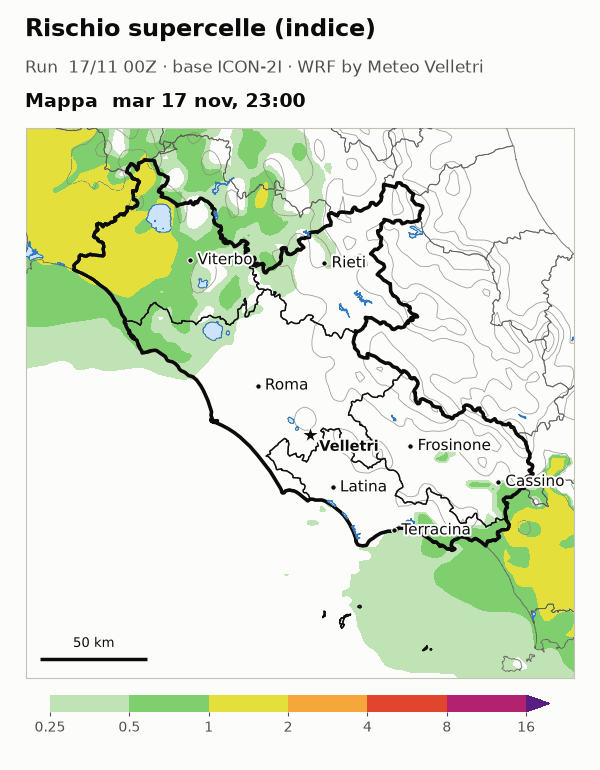 Rischio supercelle (indice)
Run  17/11 00Z · base ICON-2I · WRF by Meteo Velletri
Mappa  mar 17 nov, 23:00
Viterbo
Rieti
Roma
Velletri
Frosinone
Latina
Cassino
Terracina
50 km
0.25 0.5 1 2 4 8 16